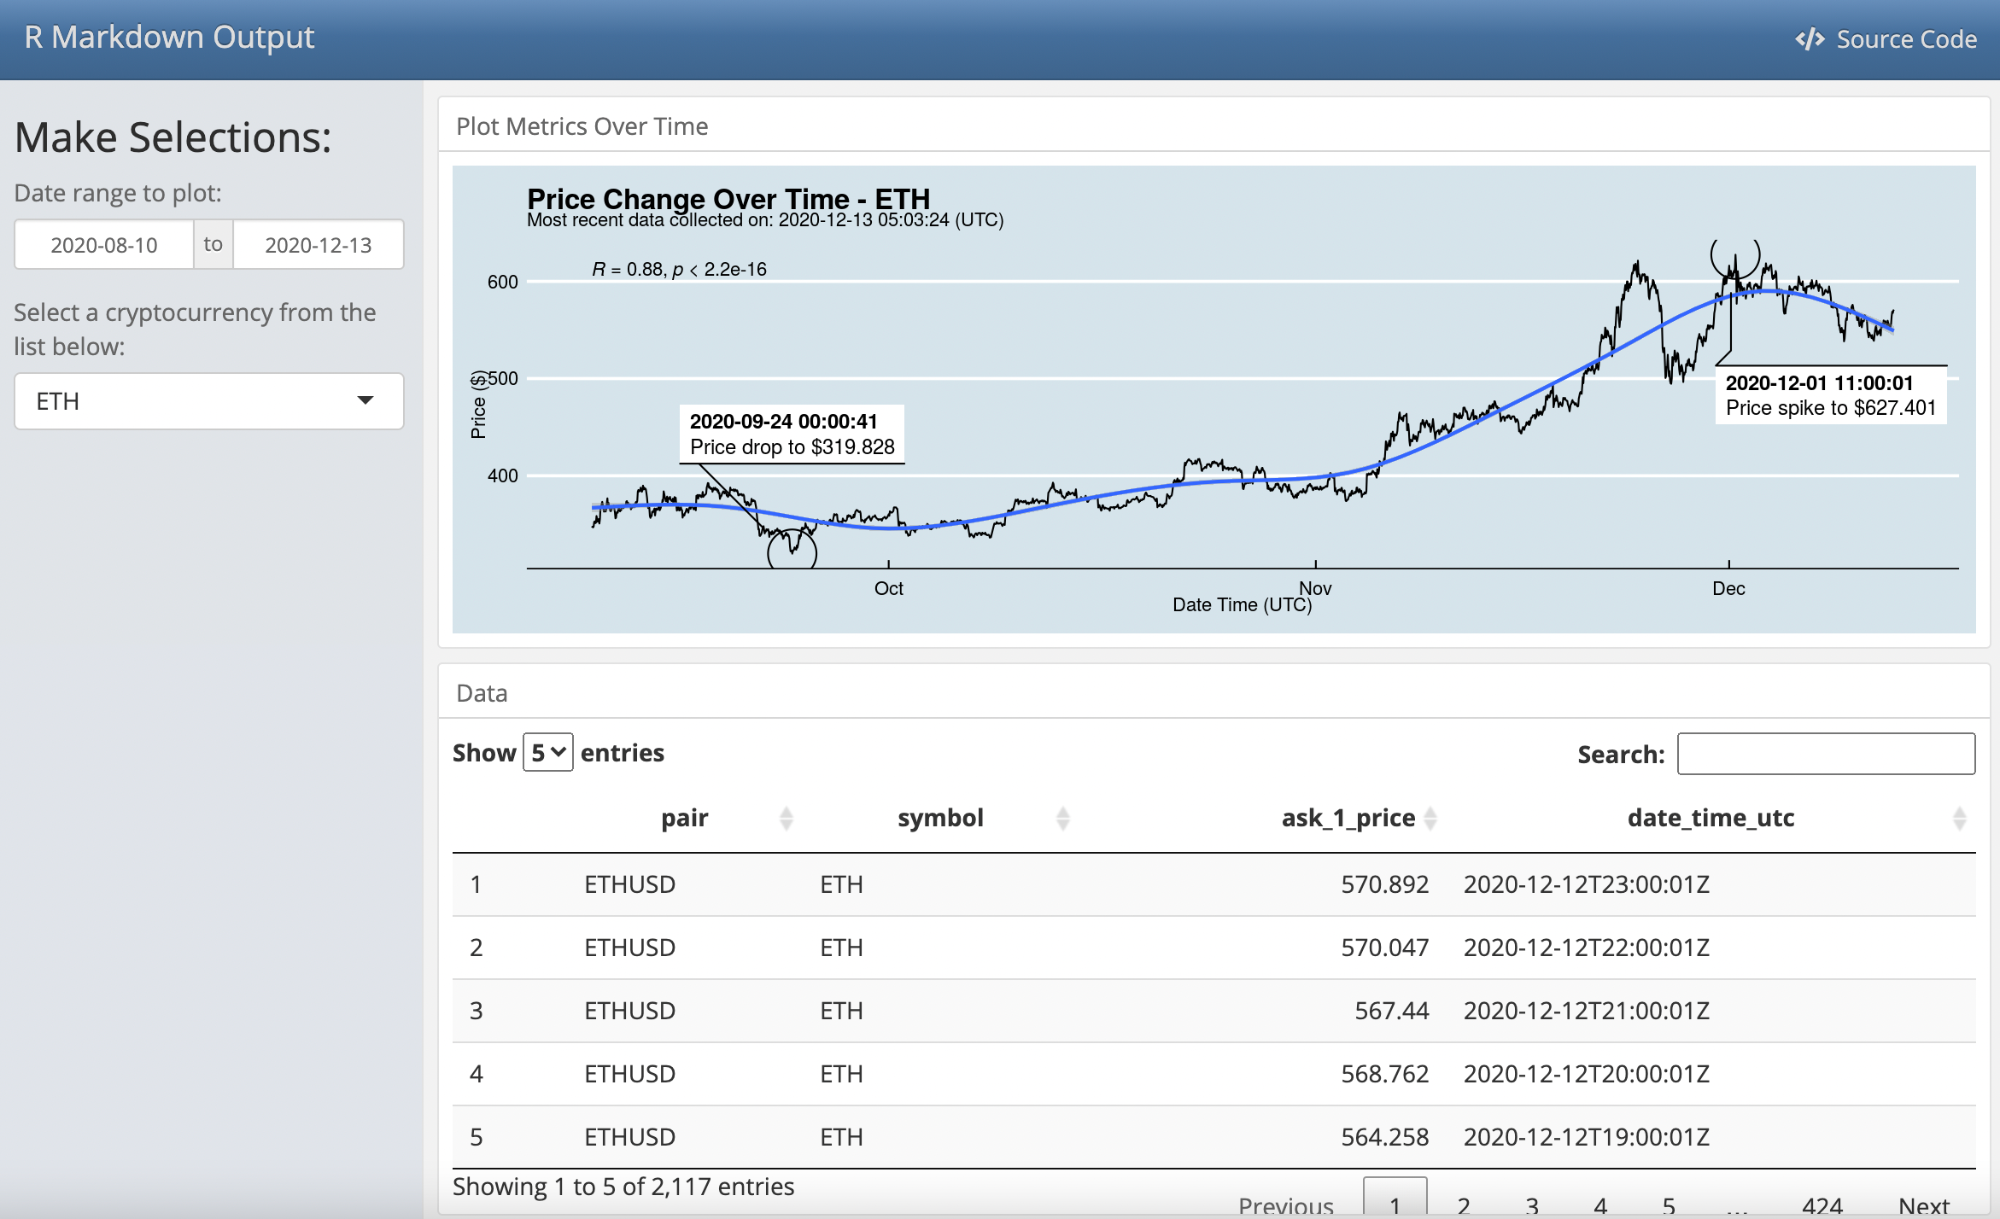 R Markdown Output
</> Source Code
Make Selections:
Date range to plot:
2020-08-10 to 2020-12-13
Select a cryptocurrency from the
list below:
ETH
Plot Metrics Over Time
Price Change Over Time - ETH
Most recent data collected on: 2020-12-13 05:03:24 (UTC)
R = 0.88, p < 2.2e-16
Price ($)
600
500
400
2020-09-24 00:00:41
Price drop to $319.828
2020-12-01 11:00:01
Price spike to $627.401
Oct Nov Dec
Date Time (UTC)
Data
Show 5 entries
Search:
pair symbol ask_1_price date_time_utc
1 ETHUSD ETH 570.892 2020-12-12T23:00:01Z
2 ETHUSD ETH 570.047 2020-12-12T22:00:01Z
3 ETHUSD ETH 567.44 2020-12-12T21:00:01Z
4 ETHUSD ETH 568.762 2020-12-12T20:00:01Z
5 ETHUSD ETH 564.258 2020-12-12T19:00:01Z
Showing 1 to 5 of 2,117 entries
Previous 1 2 3 4 5 … 424 Next